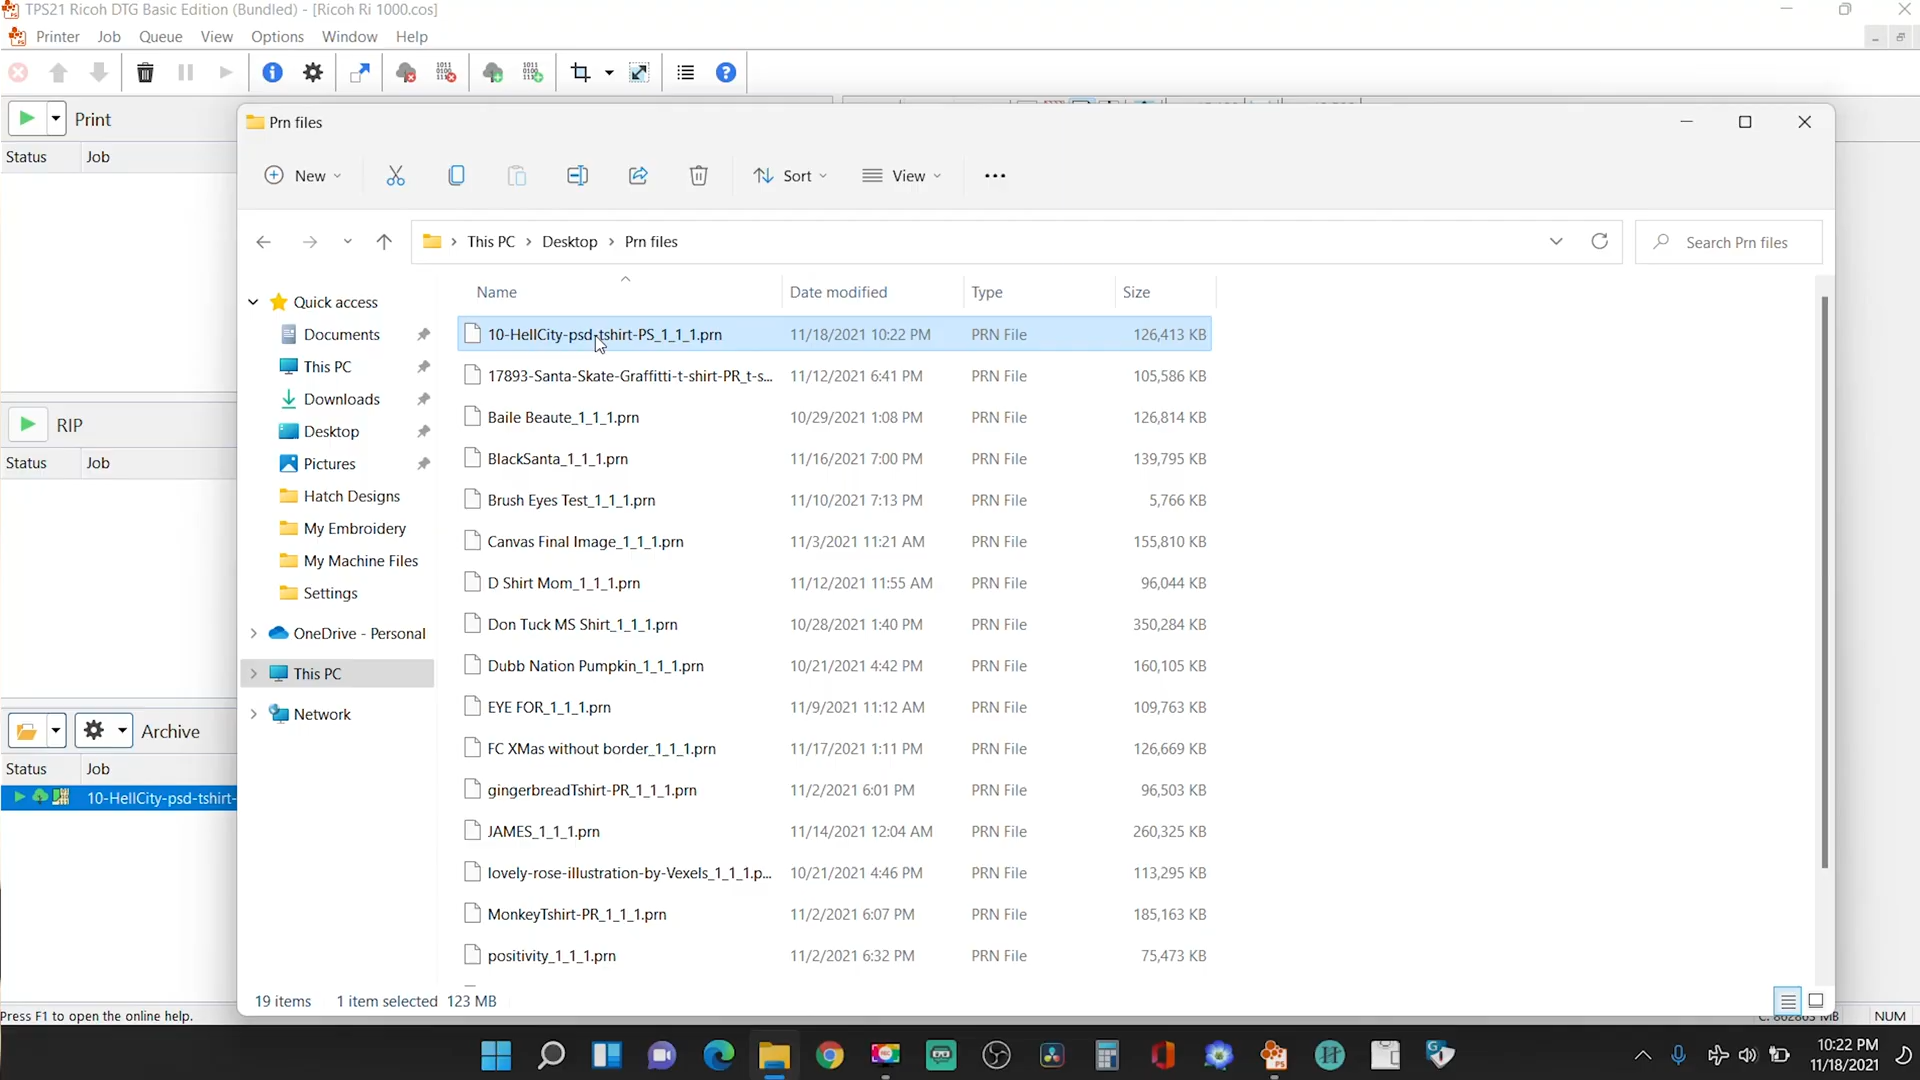 TPS21 Ricoh DTG Basic Edition (Bundled) - [Ricoh Ri 1000.cos]
Printer Job Queue View Options Window Help
Print
Status Job
RIP
Status Job
Archive
Status Job
10-HellCity-psd-tshirt-
Press F1 to open the online help.
Prn files
New Sort View
This PC > Desktop > Prn files
Search Prn files
Quick access
Documents
This PC
Downloads
Desktop
Pictures
Hatch Designs
My Embroidery
My Machine Files
Settings
OneDrive - Personal
This PC
Network
Name Date modified Type Size
10-HellCity-psd-tshirt-PS_1_1_1.prn 11/18/2021 10:22 PM PRN File 126,413 KB
17893-Santa-Skate-Graffitti-t-shirt-PR_t-s... 11/12/2021 6:41 PM PRN File 105,586 KB
Baile Beaute_1_1_1.prn 10/29/2021 1:08 PM PRN File 126,814 KB
BlackSanta_1_1_1.prn 11/16/2021 7:00 PM PRN File 139,795 KB
Brush Eyes Test_1_1_1.prn 11/10/2021 7:13 PM PRN File 5,766 KB
Canvas Final Image_1_1_1.prn 11/3/2021 11:21 AM PRN File 155,810 KB
D Shirt Mom_1_1_1.prn 11/12/2021 11:55 AM PRN File 96,044 KB
Don Tuck MS Shirt_1_1_1.prn 10/28/2021 1:40 PM PRN File 350,284 KB
Dubb Nation Pumpkin_1_1_1.prn 10/21/2021 4:42 PM PRN File 160,105 KB
EYE FOR_1_1_1.prn 11/9/2021 11:12 AM PRN File 109,763 KB
FC XMas without border_1_1_1.prn 11/17/2021 1:11 PM PRN File 126,669 KB
gingerbreadTshirt-PR_1_1_1.prn 11/2/2021 6:01 PM PRN File 96,503 KB
JAMES_1_1_1.prn 11/14/2021 12:04 AM PRN File 260,325 KB
lovely-rose-illustration-by-Vexels_1_1_1.p... 10/21/2021 4:46 PM PRN File 113,295 KB
MonkeyTshirt-PR_1_1_1.prn 11/2/2021 6:07 PM PRN File 185,163 KB
positivity_1_1_1.prn 11/2/2021 6:32 PM PRN File 75,473 KB
19 items 1 item selected 123 MB
NUM
10:22 PM
11/18/2021